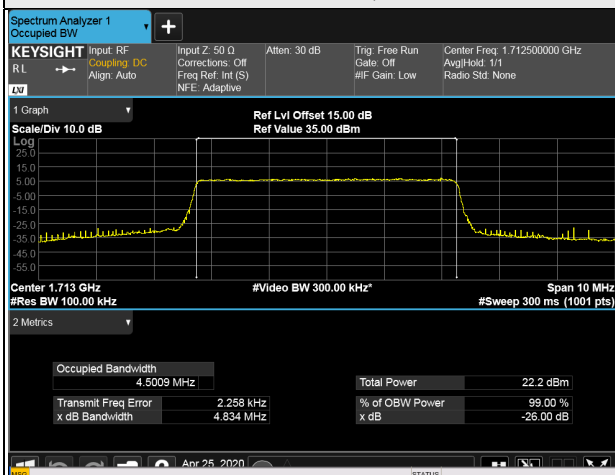 Spectrum Analyzer 1
Occupied BW
+
KEYSIGHT Input: RF Input Z: 50 Ω Atten: 30 dB Trig: Free Run Center Freq: 1.712500000 GHz
RL Coupling: DC Corrections: Off Gate: Off Avg|Hold: 1/1
Align: Auto Freq Ref: Int (S) #IF Gain: Low Radio Std: None
LXI NFE: Adaptive
1 Graph
Ref Lvl Offset 15.00 dB
Scale/Div 10.0 dB Ref Value 35.00 dBm
Log
25.0
15.0
5.00
-5.00
-15.0
-25.0
-35.0
-45.0
-55.0
Center 1.713 GHz #Video BW 300.00 kHz* Span 10 MHz
#Res BW 100.00 kHz #Sweep 300 ms (1001 pts)
2 Metrics
Occupied Bandwidth
4.5009 MHz Total Power 22.2 dBm
Transmit Freq Error 2.258 kHz % of OBW Power 99.00 %
x dB Bandwidth 4.834 MHz x dB -26.00 dB
Apr 25, 2020
MSG STATUS